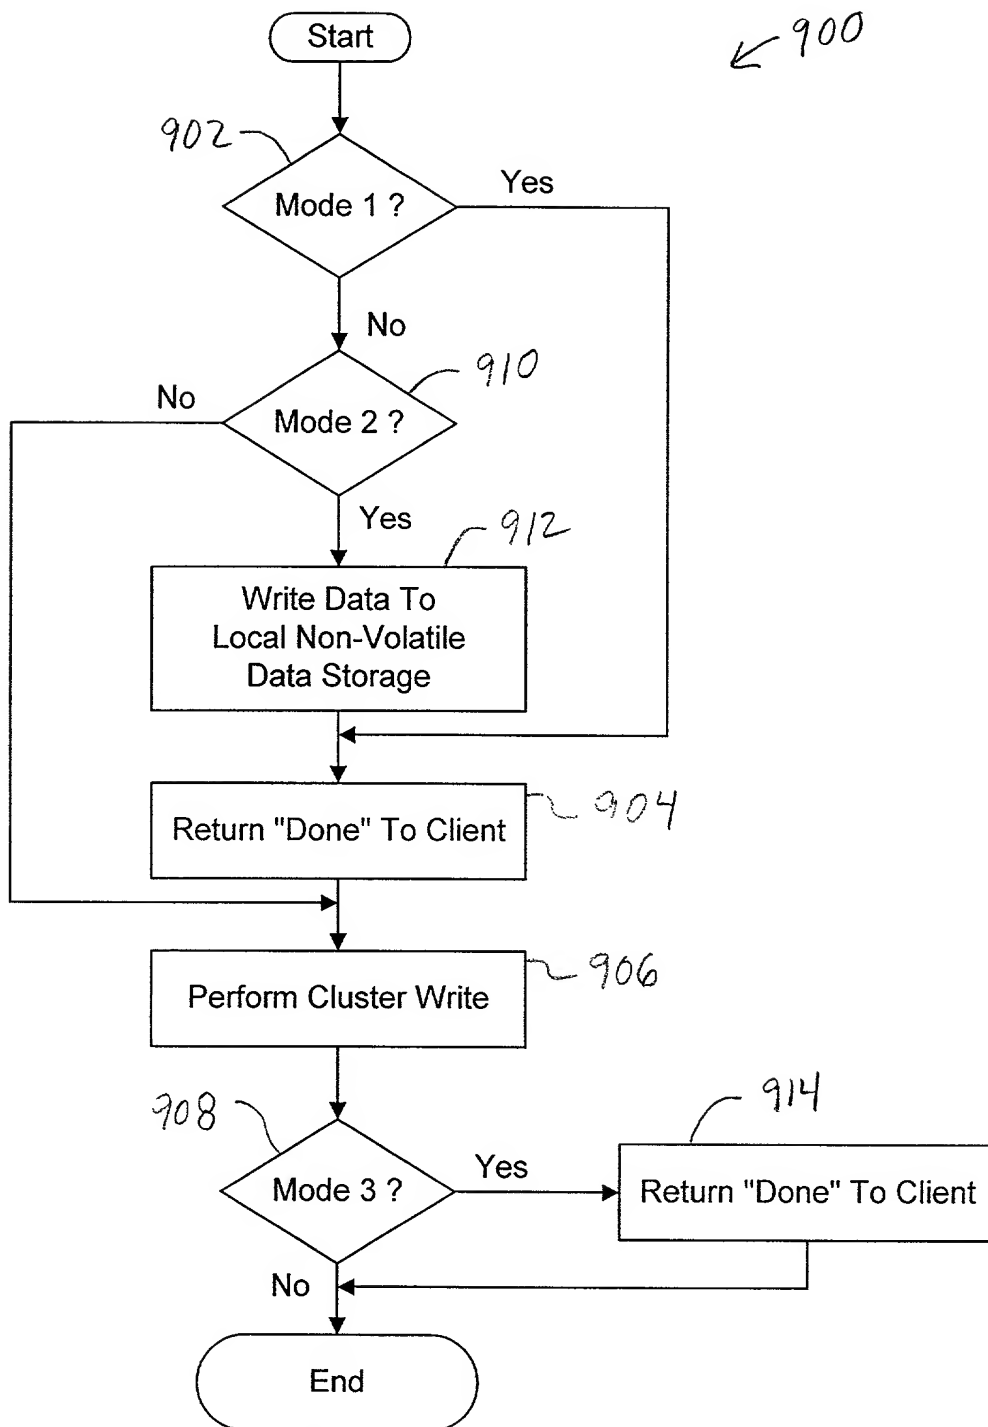 Start
900
902
Mode 1 ?
Yes
No
910
No
Mode 2 ?
Yes
912
Write Data To
Local Non-Volatile
Data Storage
904
Return "Done" To Client
906
Perform Cluster Write
908
914
Mode 3 ?
Yes
Return "Done" To Client
No
End